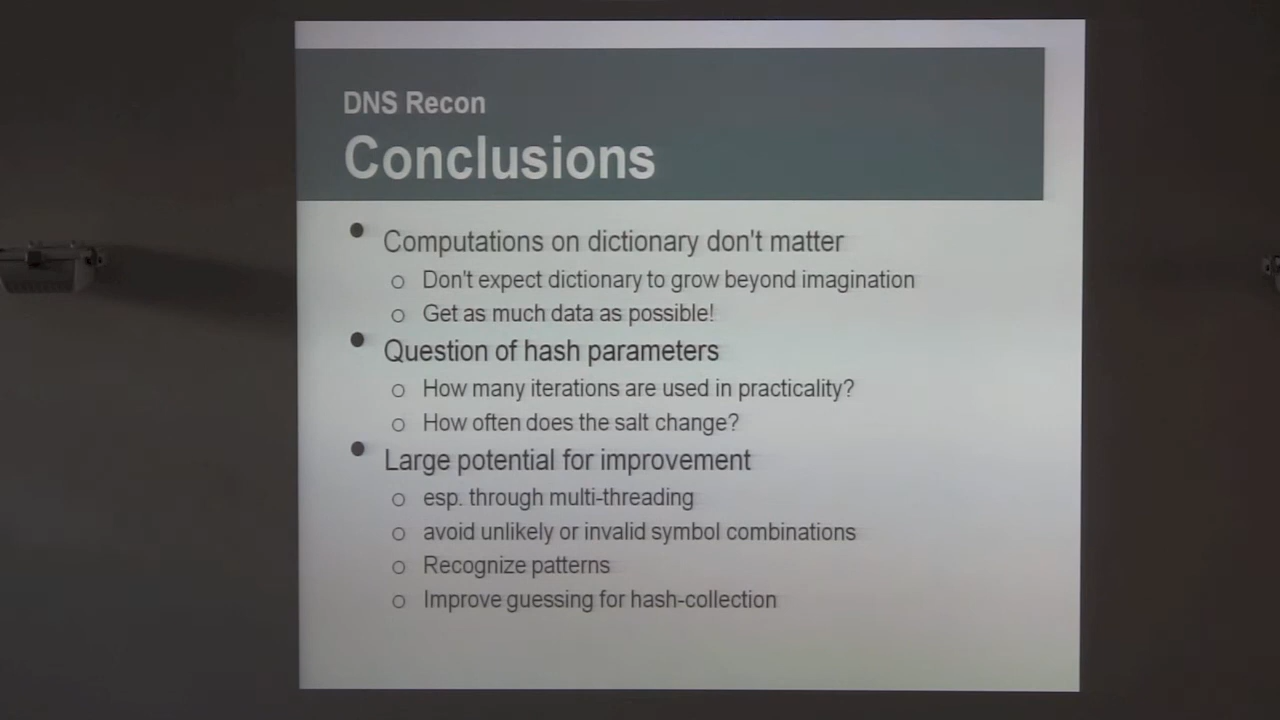 DNS Recon
Conclusions
• Computations on dictionary don't matter
o Don't expect dictionary to grow beyond imagination
o Get as much data as possible!
• Question of hash parameters
o How many iterations are used in practicality?
o How often does the salt change?
• Large potential for improvement
o esp. through multi-threading
o avoid unlikely or invalid symbol combinations
o Recognize patterns
o Improve guessing for hash-collection